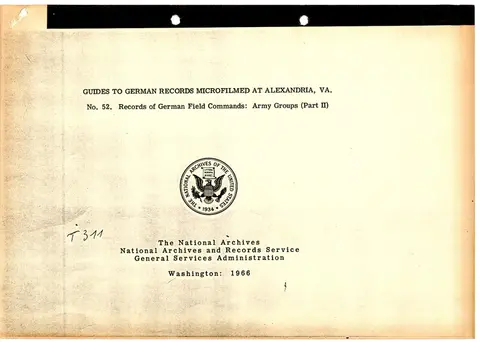 GUIDES TO GERMAN RECORDS MICROFILMED AT ALEXANDRIA, VA.
No. 52. Records of German Field Commands: Army Groups (Part II)
THE NATIONAL ARCHIVES OF THE UNITED STATES
• 1934 •
T 311
The National Archives
National Archives and Records Service
General Services Administration
Washington: 1966